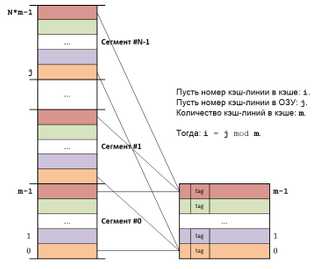 N*m-1
...
Сегмент #N-1
j
...
Пусть номер кэш-линии в кэше: i.
Пусть номер кэш-линии в ОЗУ: j.
Количество кэш-линий в кэше: m.
Тогда: i = j mod m.
...
Сегмент #1
m-1
tag
m-1
tag
...
Сегмент #0
...
1
tag
1
0
tag
0